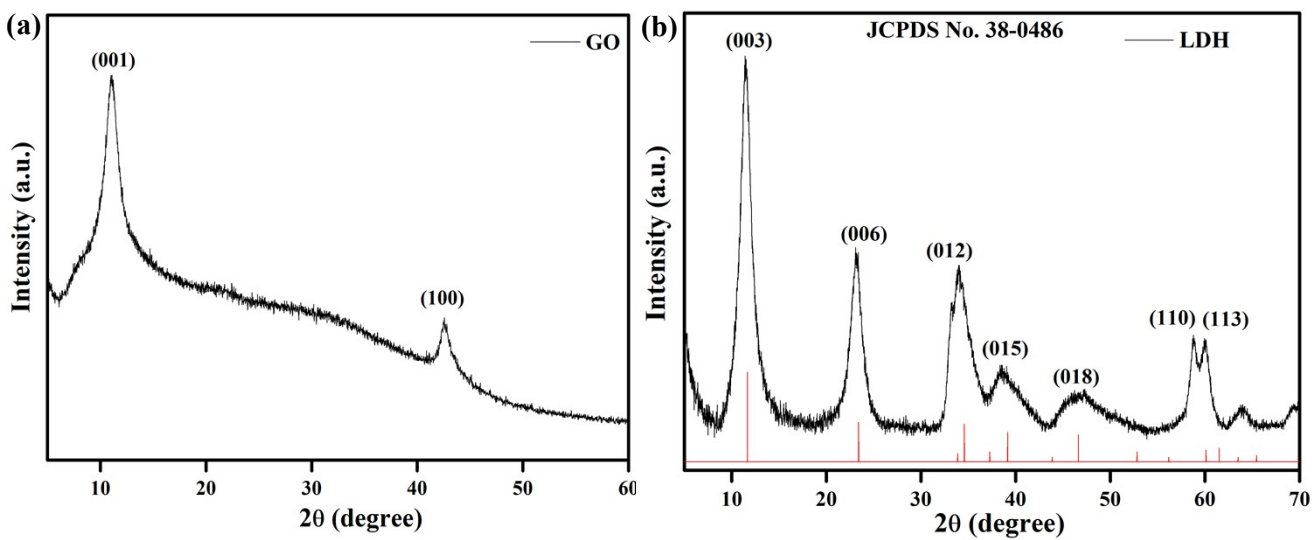 (a)
GO
(001)
(100)
Intensity (a.u.)
10 20 30 40 50 60
2θ (degree)
(b)
JCPDS No. 38-0486
LDH
(003)
(006)
(012)
(015)
(018)
(110) (113)
Intensity (a.u.)
10 20 30 40 50 60 70
2θ (degree)